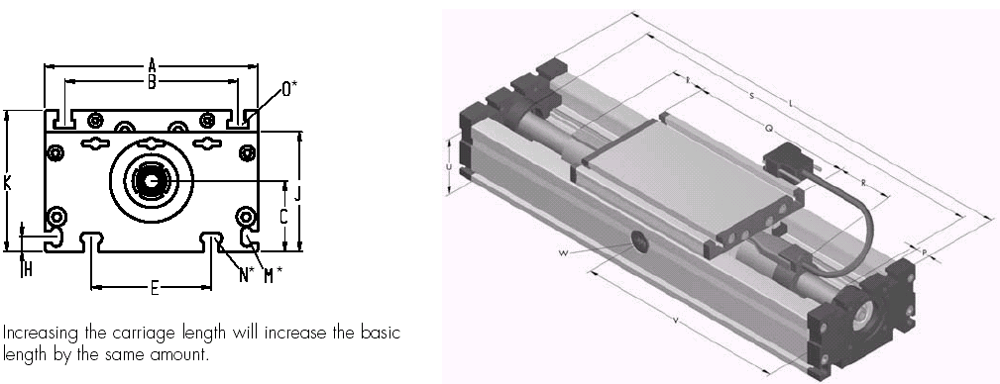 A
B
O*
K
J
C
H
E
N*
M*
Increasing the carriage length will increase the basic
length by the same amount.
L
S
R
Q
U
R
W
P
V